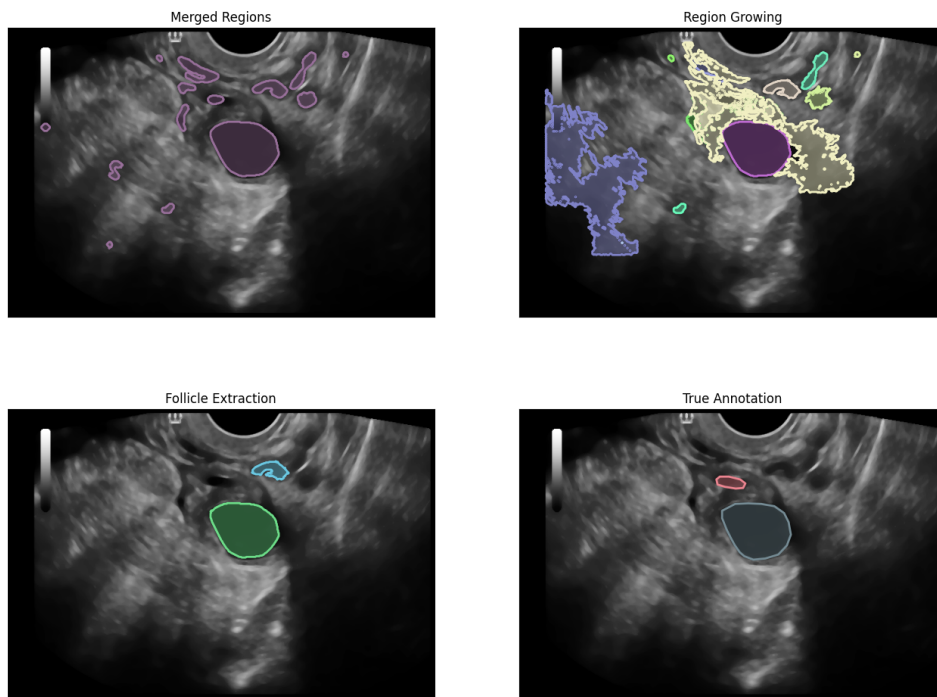 Merged Regions
Region Growing
Follicle Extraction
True Annotation